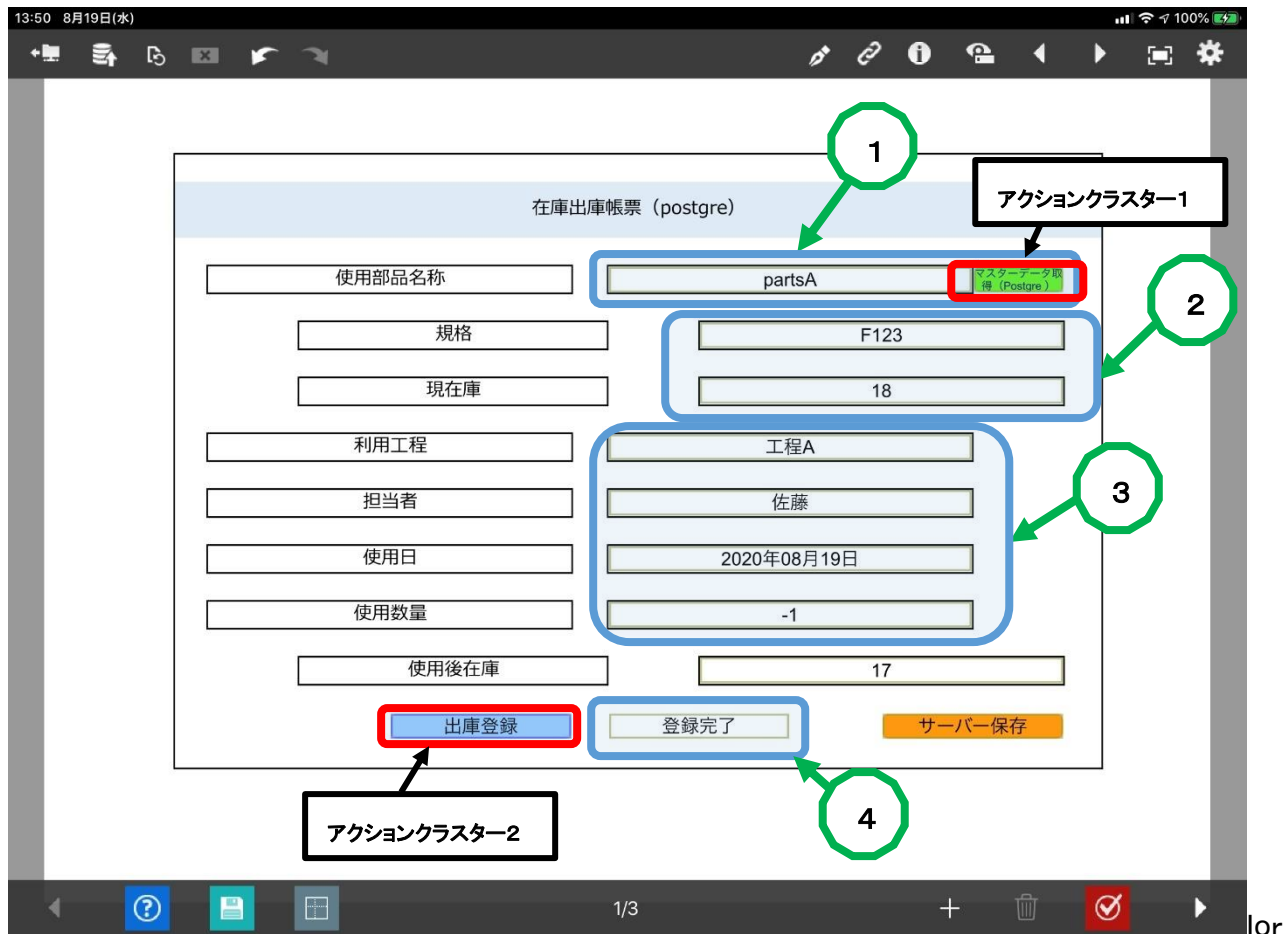 13:50 8月19日(水)
100%
1
アクションクラスター1
在庫出庫帳票（postgre）
使用部品名称
partsA
マスターデータ取
得（Postgre）
2
規格
F123
現在庫
18
利用工程
工程A
担当者
佐藤
3
使用日
2020年08月19日
使用数量
-1
使用後在庫
17
出庫登録
登録完了
サーバー保存
アクションクラスター2
4
1/3
lor